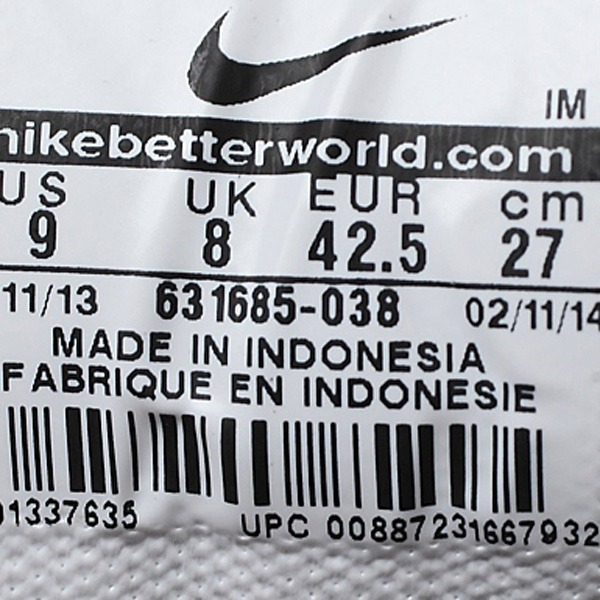 IM
nikebetterworld.com
US UK EUR cm
9 8 42.5 27
11/13 631685-038 02/11/14
MADE IN INDONESIA
FABRIQUE EN INDONESIE
01337635 UPC 00887231667932